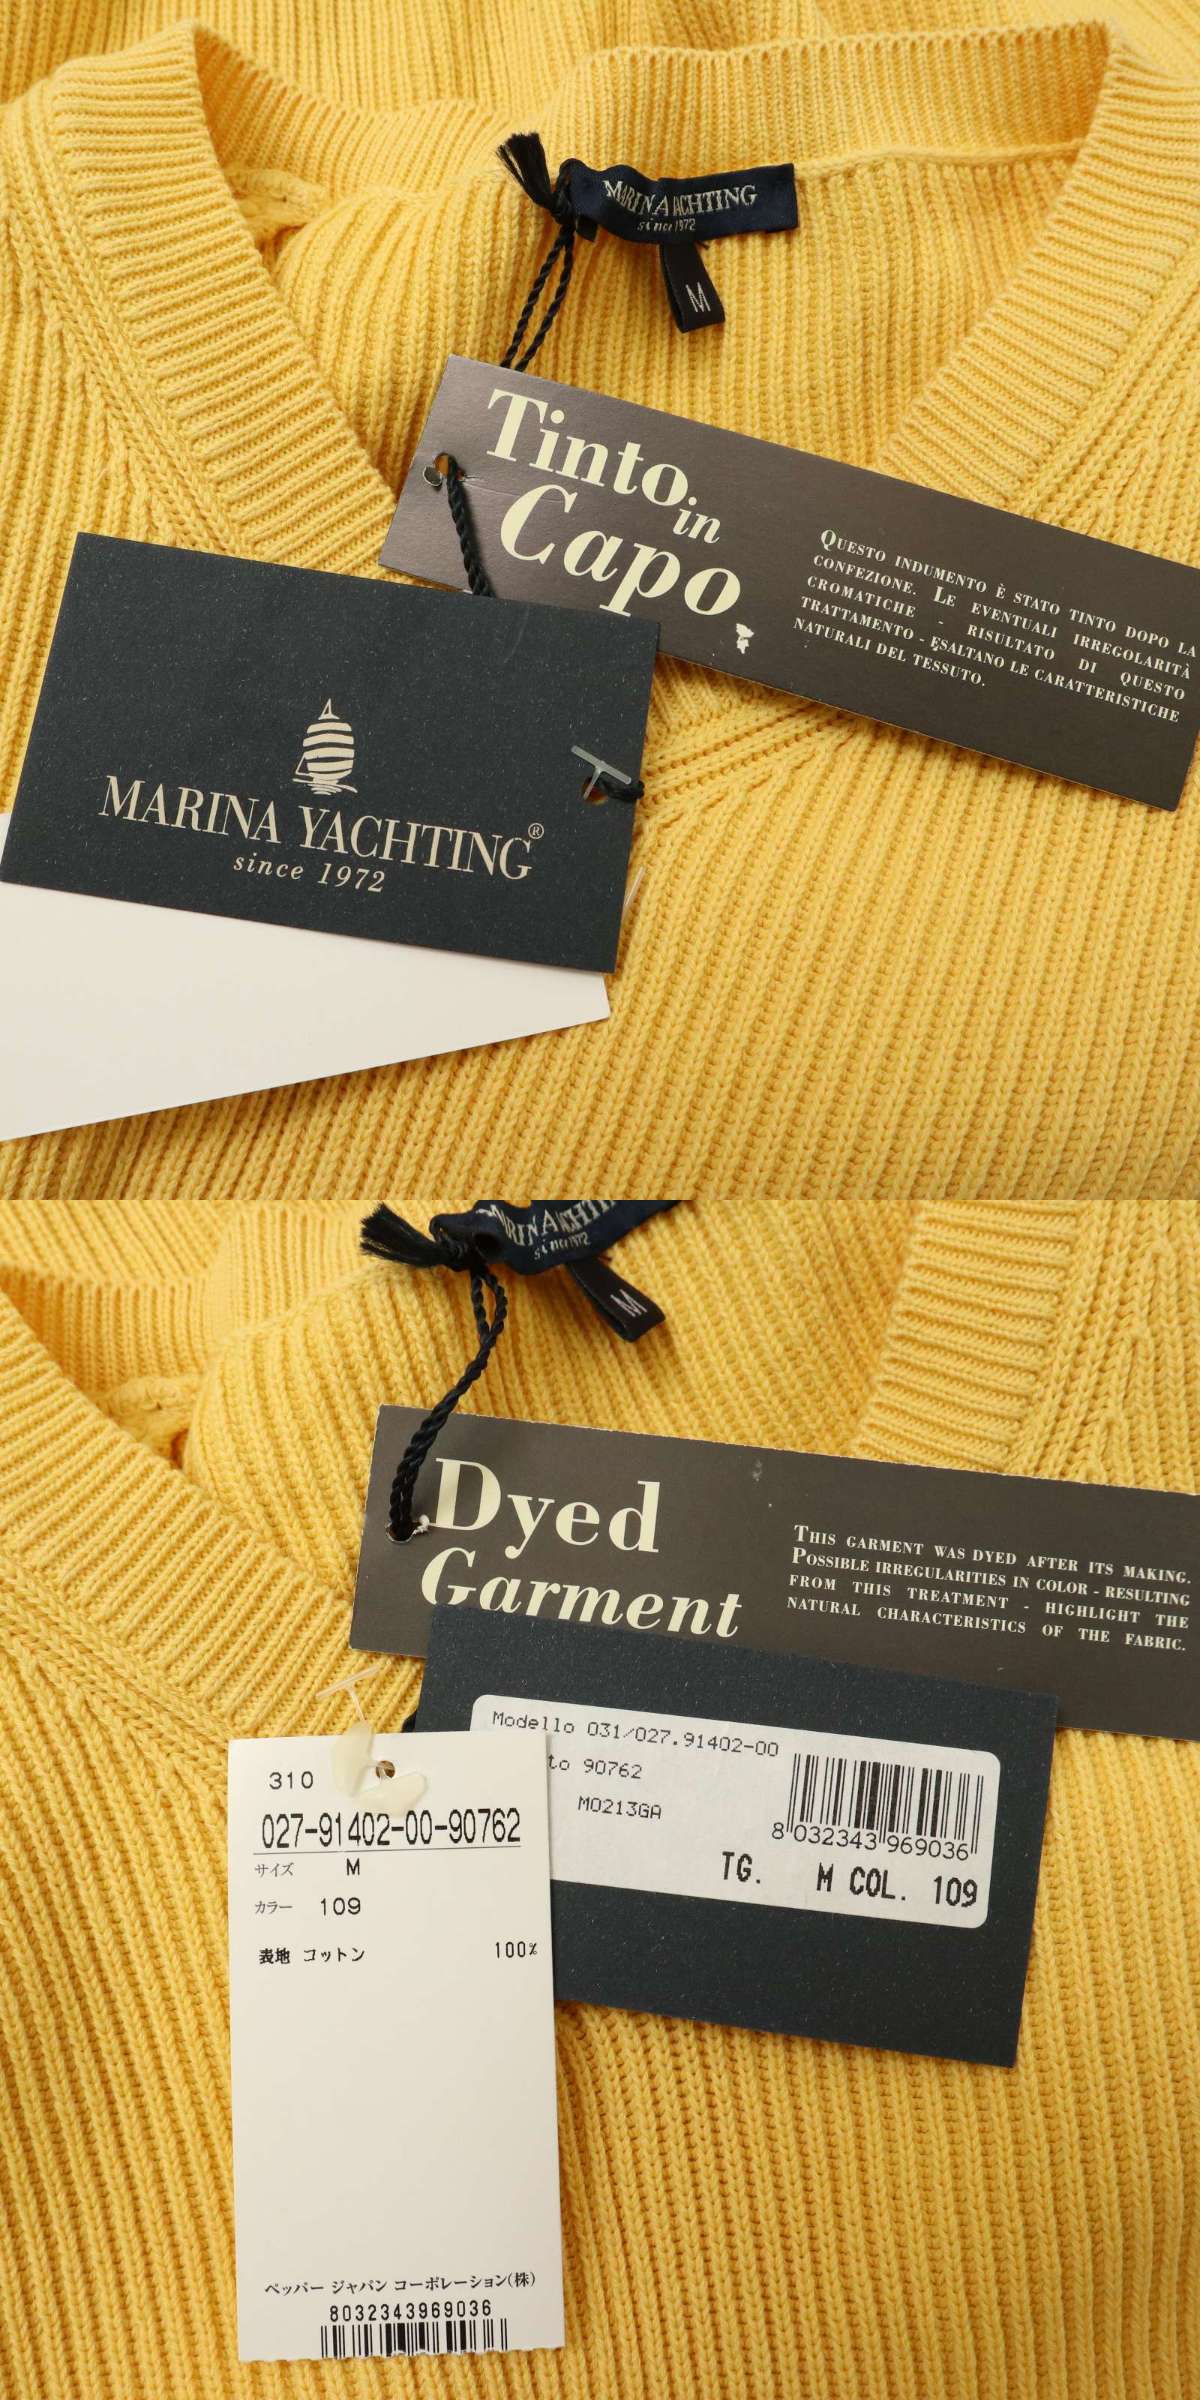 MARINA YACHTING
since 1972
M
Tinto
in
Capo
QUESTO INDUMENTO È STATO TINTO DOPO LA
CONFEZIONE. LE EVENTUALI IRREGOLARITÀ
CROMATICHE - RISULTATO DI QUESTO
TRATTAMENTO - ESALTANO LE CARATTERISTICHE
NATURALI DEL TESSUTO.
MARINA YACHTING®
since 1972
MARINA YACHTING
since 1972
M
Dyed
Garment
THIS GARMENT WAS DYED AFTER ITS MAKING.
POSSIBLE IRREGULARITIES IN COLOR - RESULTING
FROM THIS TREATMENT - HIGHLIGHT THE
NATURAL CHARACTERISTICS OF THE FABRIC.
Modello 031/027.91402-00
to 90762
M0213GA
8 032343 969036
TG. M COL. 109
310
027-91402-00-90762
サイズ M
カラー 109
表地 コットン 100%
ペッパー ジャパン コーポレーション(株)
8032343969036